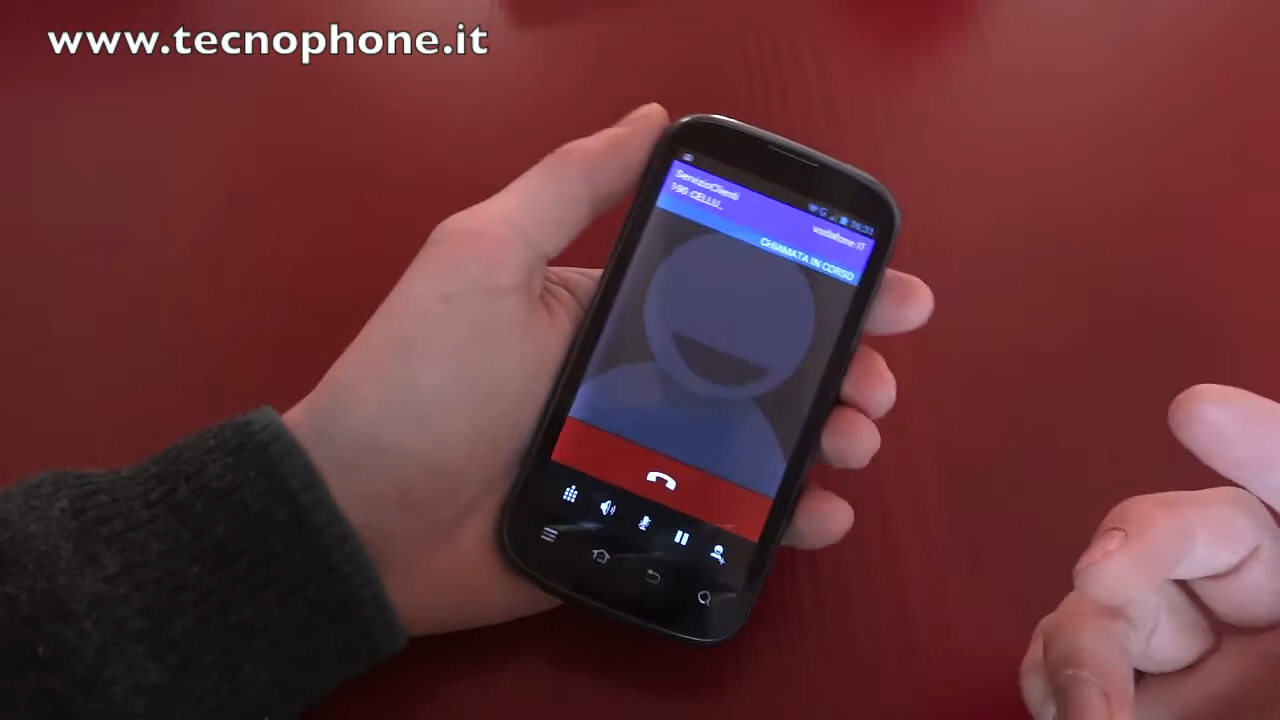 www.tecnophone.it
ServizioClienti
190 CELLU..
vodafone IT
CHIAMATA IN CORSO